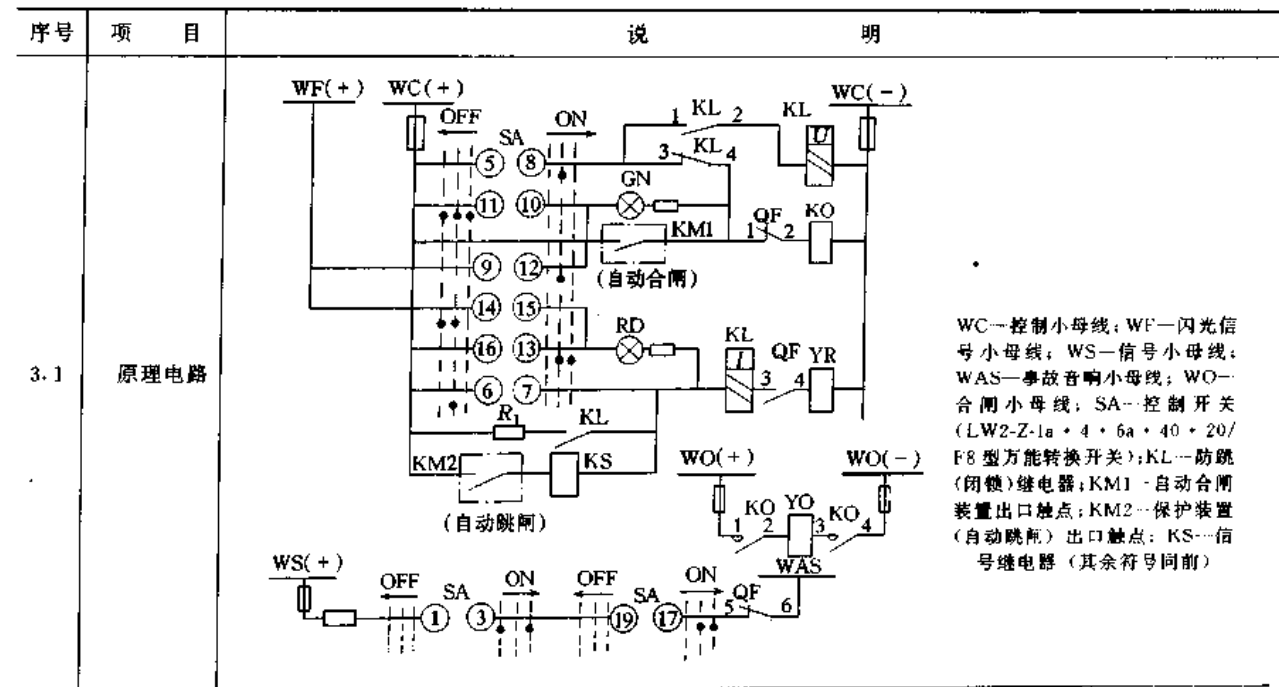 序号 项 目 说 明
WF(+) WC(+) WC(-)
OFF ON 1 KL 2 KL
SA 3 KL 4 U
5 8
GN
11 10
KM1 1 QF 2 KO
9 12
(自动合闸)
14 15
RD KL
16 13 I QF YR
3 4
6 7
R1 KL
KM2 KS WO(+) WO(-)
(自动跳闸) KO YO KO
1 2 3 4
WS(+) WAS
OFF SA ON OFF SA ON QF
1 3 19 17 5 6
3.1 原理电路
WC—控制小母线;WF—闪光信
号小母线;WS—信号小母线;
WAS—事故音响小母线;WO—
合闸小母线;SA—控制开关
(LW2-Z-1a·4·6a·40·20/
F8型万能转换开关);KL—防跳
(闭锁)继电器;KM1—自动合闸
装置出口触点;KM2—保护装置
(自动跳闸)出口触点;KS—信
号继电器(其余符号同前)